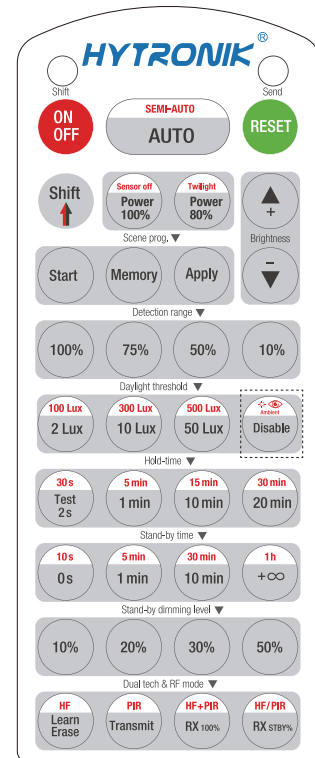 HYTRONIK®
Shift
Send
ON
OFF
SEMI-AUTO
AUTO
RESET
Shift
Sensor off
Power
100%
Twilight
Power
80%
+
Scene prog. ▼
Brightness
Start
Memory
Apply
−
Detection range ▼
100%
75%
50%
10%
Daylight threshold ▼
100 Lux
2 Lux
300 Lux
10 Lux
500 Lux
50 Lux
Ambient
Disable
Hold-time ▼
30s
Test
2s
5 min
1 min
15 min
10 min
30 min
20 min
Stand-by time ▼
10s
0s
5 min
1 min
30 min
10 min
1h
+∞
Stand-by dimming level ▼
10%
20%
30%
50%
Dual tech & RF mode ▼
HF
Learn
Erase
PIR
Transmit
HF+PIR
RX 100%
HF/PIR
RX STBY%